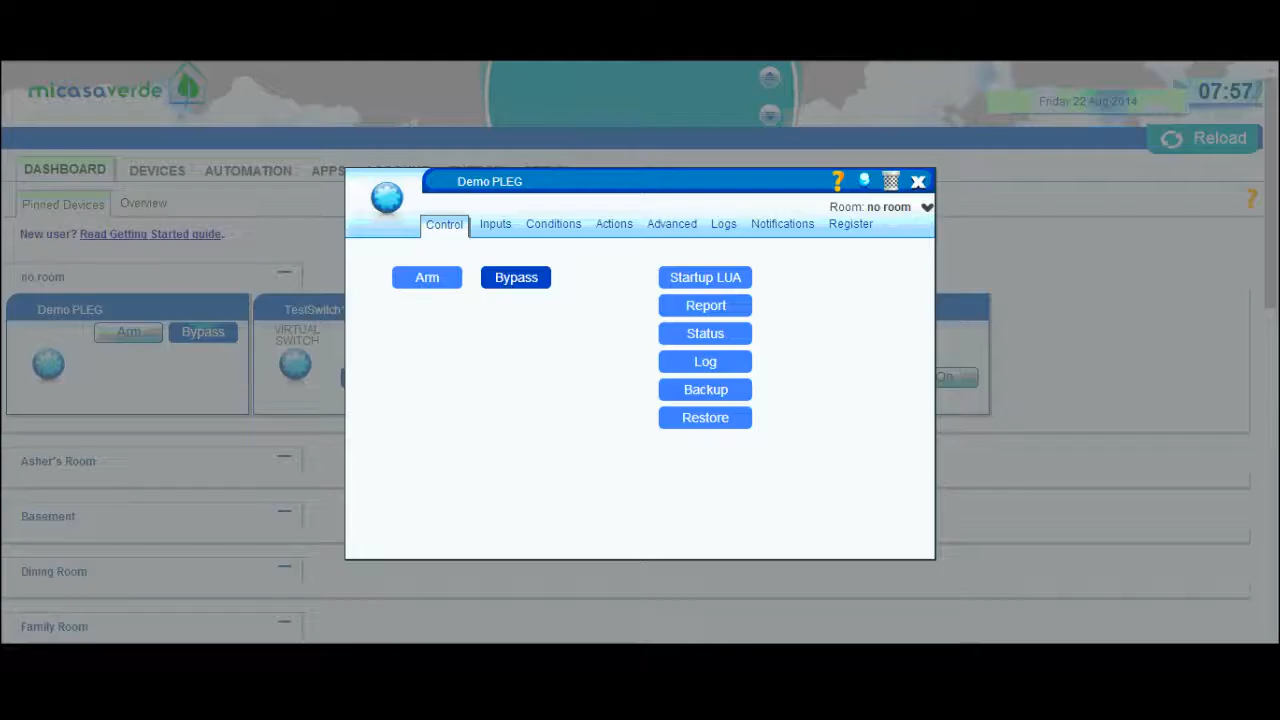 micasaverde
Friday 22 Aug 2014
07:57
Reload
DASHBOARD DEVICES AUTOMATION APPS
Pinned Devices Overview
New user? Read Getting Started guide.
no room
Demo PLEG
Arm Bypass
TestSwitch
VIRTUAL
SWITCH
On
Asher's Room
Basement
Dining Room
Family Room
Demo PLEG
Room: no room
Control Inputs Conditions Actions Advanced Logs Notifications Register
Arm Bypass
Startup LUA
Report
Status
Log
Backup
Restore